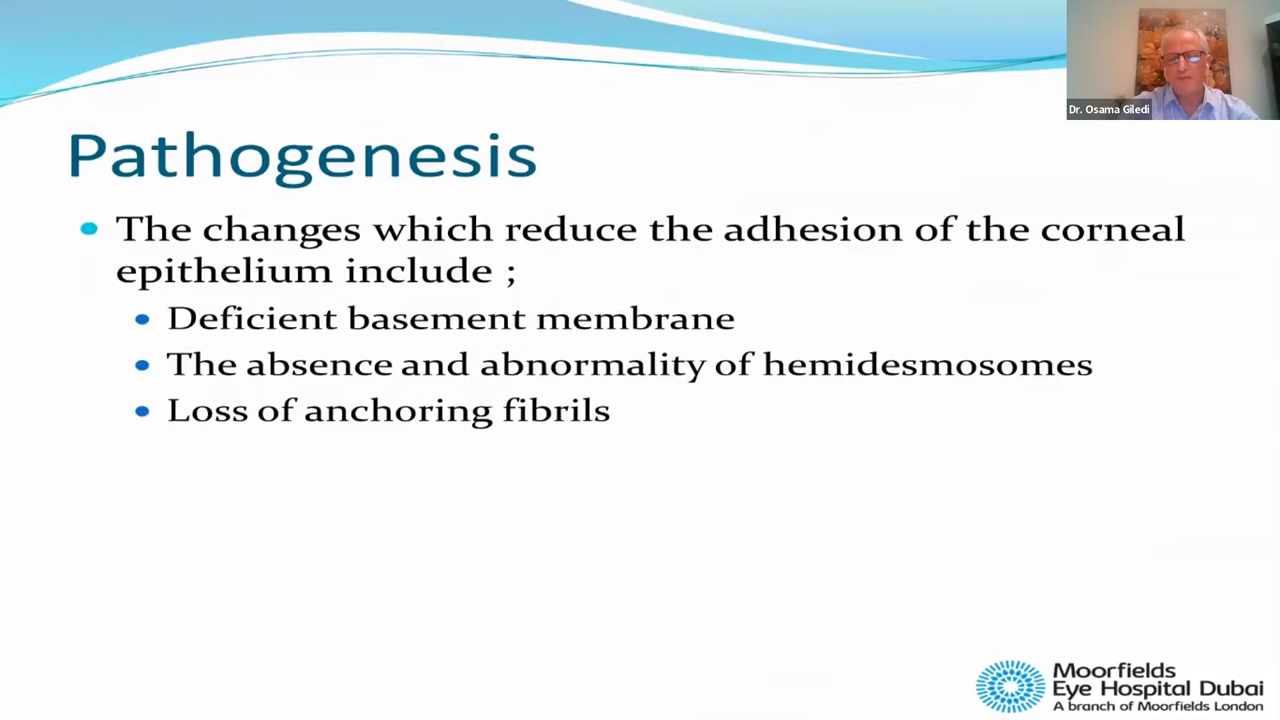 Dr. Osama Giledi
Pathogenesis
The changes which reduce the adhesion of the corneal
epithelium include ;
Deficient basement membrane
The absence and abnormality of hemidesmosomes
Loss of anchoring fibrils
Moorfields
Eye Hospital Dubai
A branch of Moorfields London